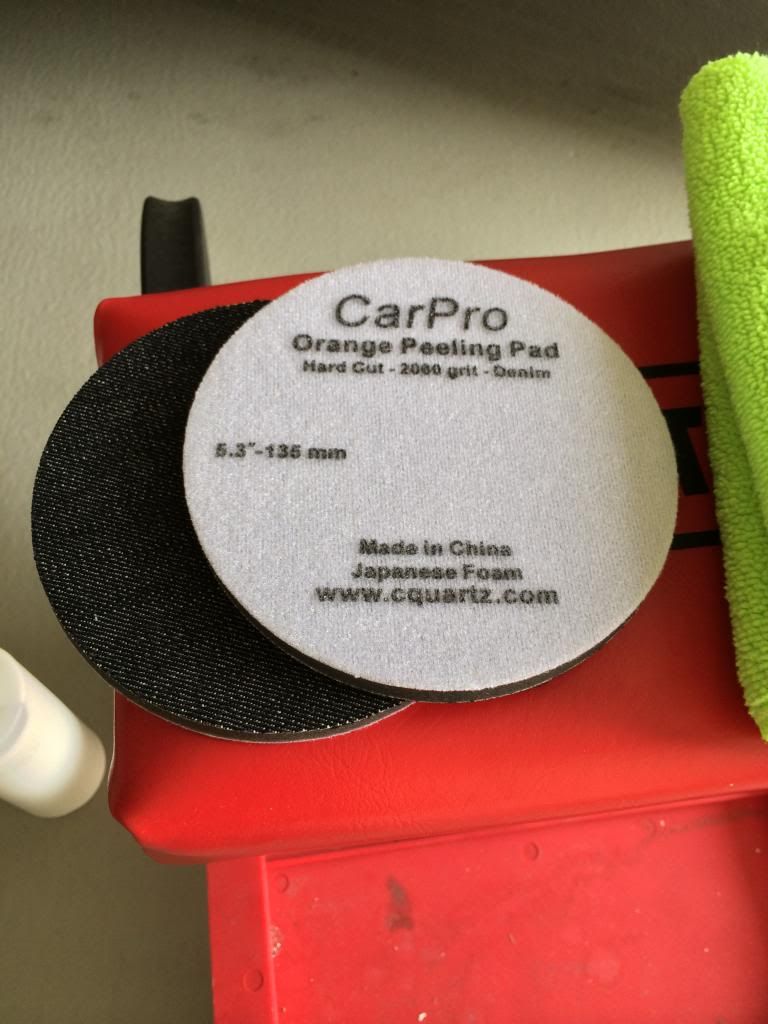 CarPro
Orange Peeling Pad
Hard Cut - 2060 grit - Denim
5.3"-135 mm
Made in China
Japanese Foam
www.cquartz.com